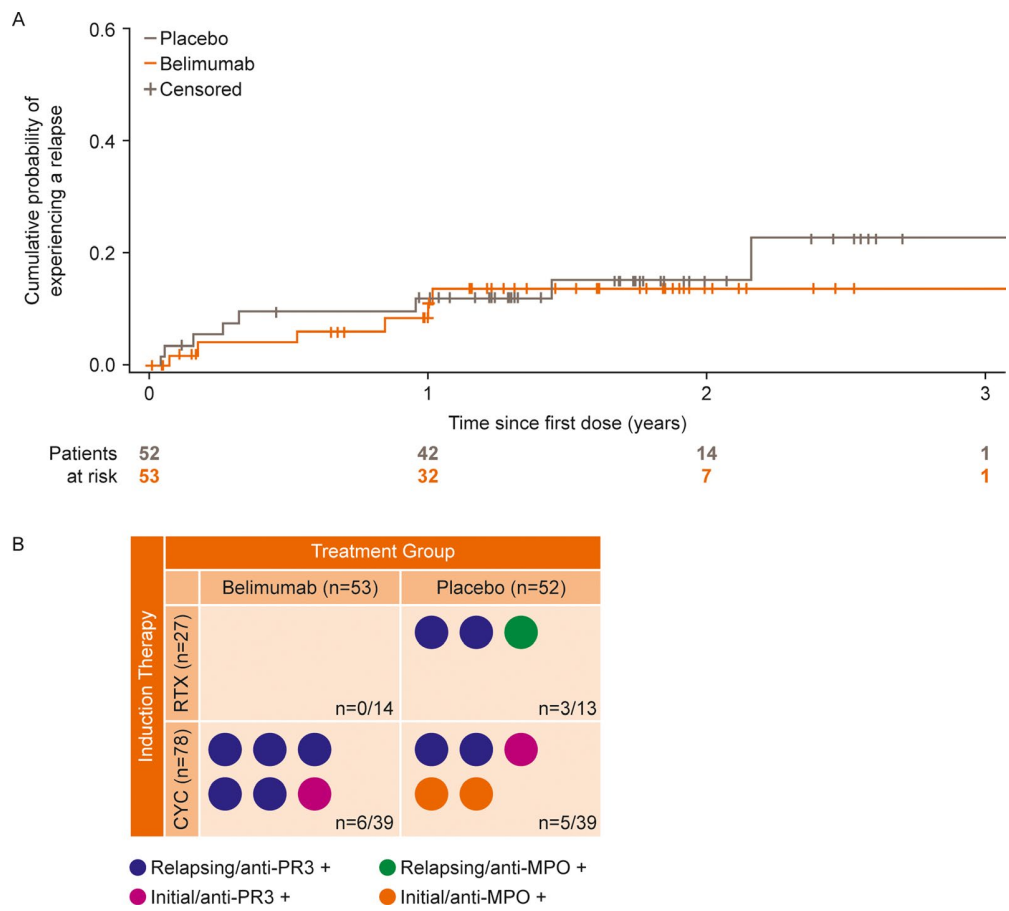 A
0.6
0.4
0.2
0.0
Cumulative probability of
experiencing a relapse
Placebo
Belimumab
Censored
0 1 2 3
Time since first dose (years)
Patients
at risk
52 42 14 1
53 32 7 1
B
Induction Therapy
Treatment Group
Belimumab (n=53) Placebo (n=52)
RTX (n=27)
n=0/14 n=3/13
CYC (n=78)
n=6/39 n=5/39
Relapsing/anti-PR3 + Relapsing/anti-MPO +
Initial/anti-PR3 + Initial/anti-MPO +